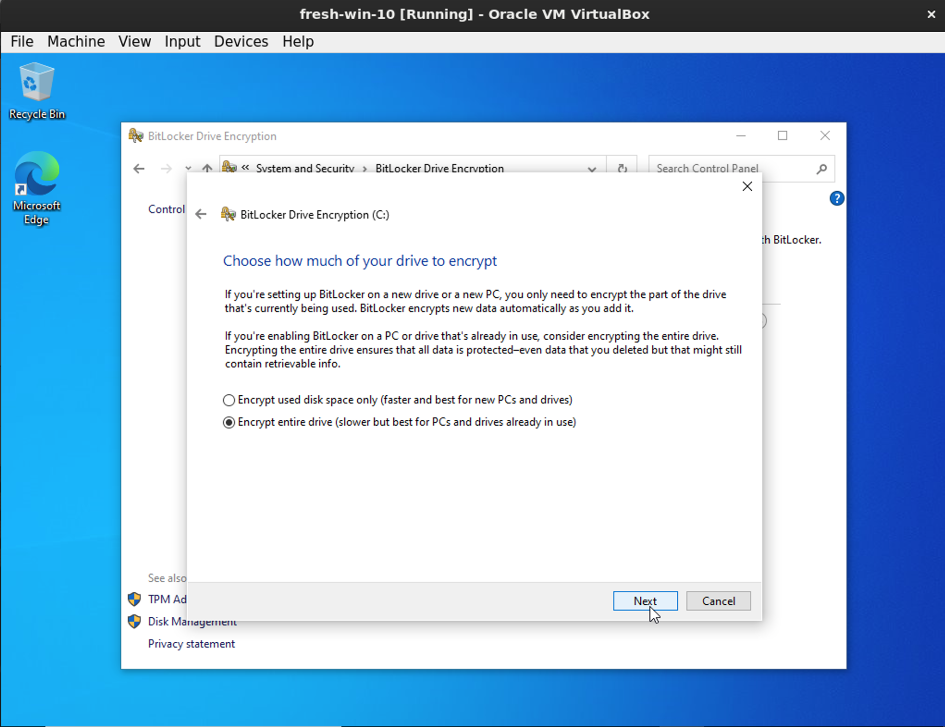 fresh-win-10 [Running] - Oracle VM VirtualBox
File Machine View Input Devices Help
Recycle Bin
Microsoft
Edge
BitLocker Drive Encryption
« System and Security › BitLocker Drive Encryption
Search Control Panel
Control
BitLocker Drive Encryption (C:)
th BitLocker.
Choose how much of your drive to encrypt
If you're setting up BitLocker on a new drive or a new PC, you only need to encrypt the part of the drive
that's currently being used. BitLocker encrypts new data automatically as you add it.
If you're enabling BitLocker on a PC or drive that's already in use, consider encrypting the entire drive.
Encrypting the entire drive ensures that all data is protected–even data that you deleted but that might still
contain retrievable info.
Encrypt used disk space only (faster and best for new PCs and drives)
Encrypt entire drive (slower but best for PCs and drives already in use)
Next Cancel
See also
TPM Ad
Disk Management
Privacy statement